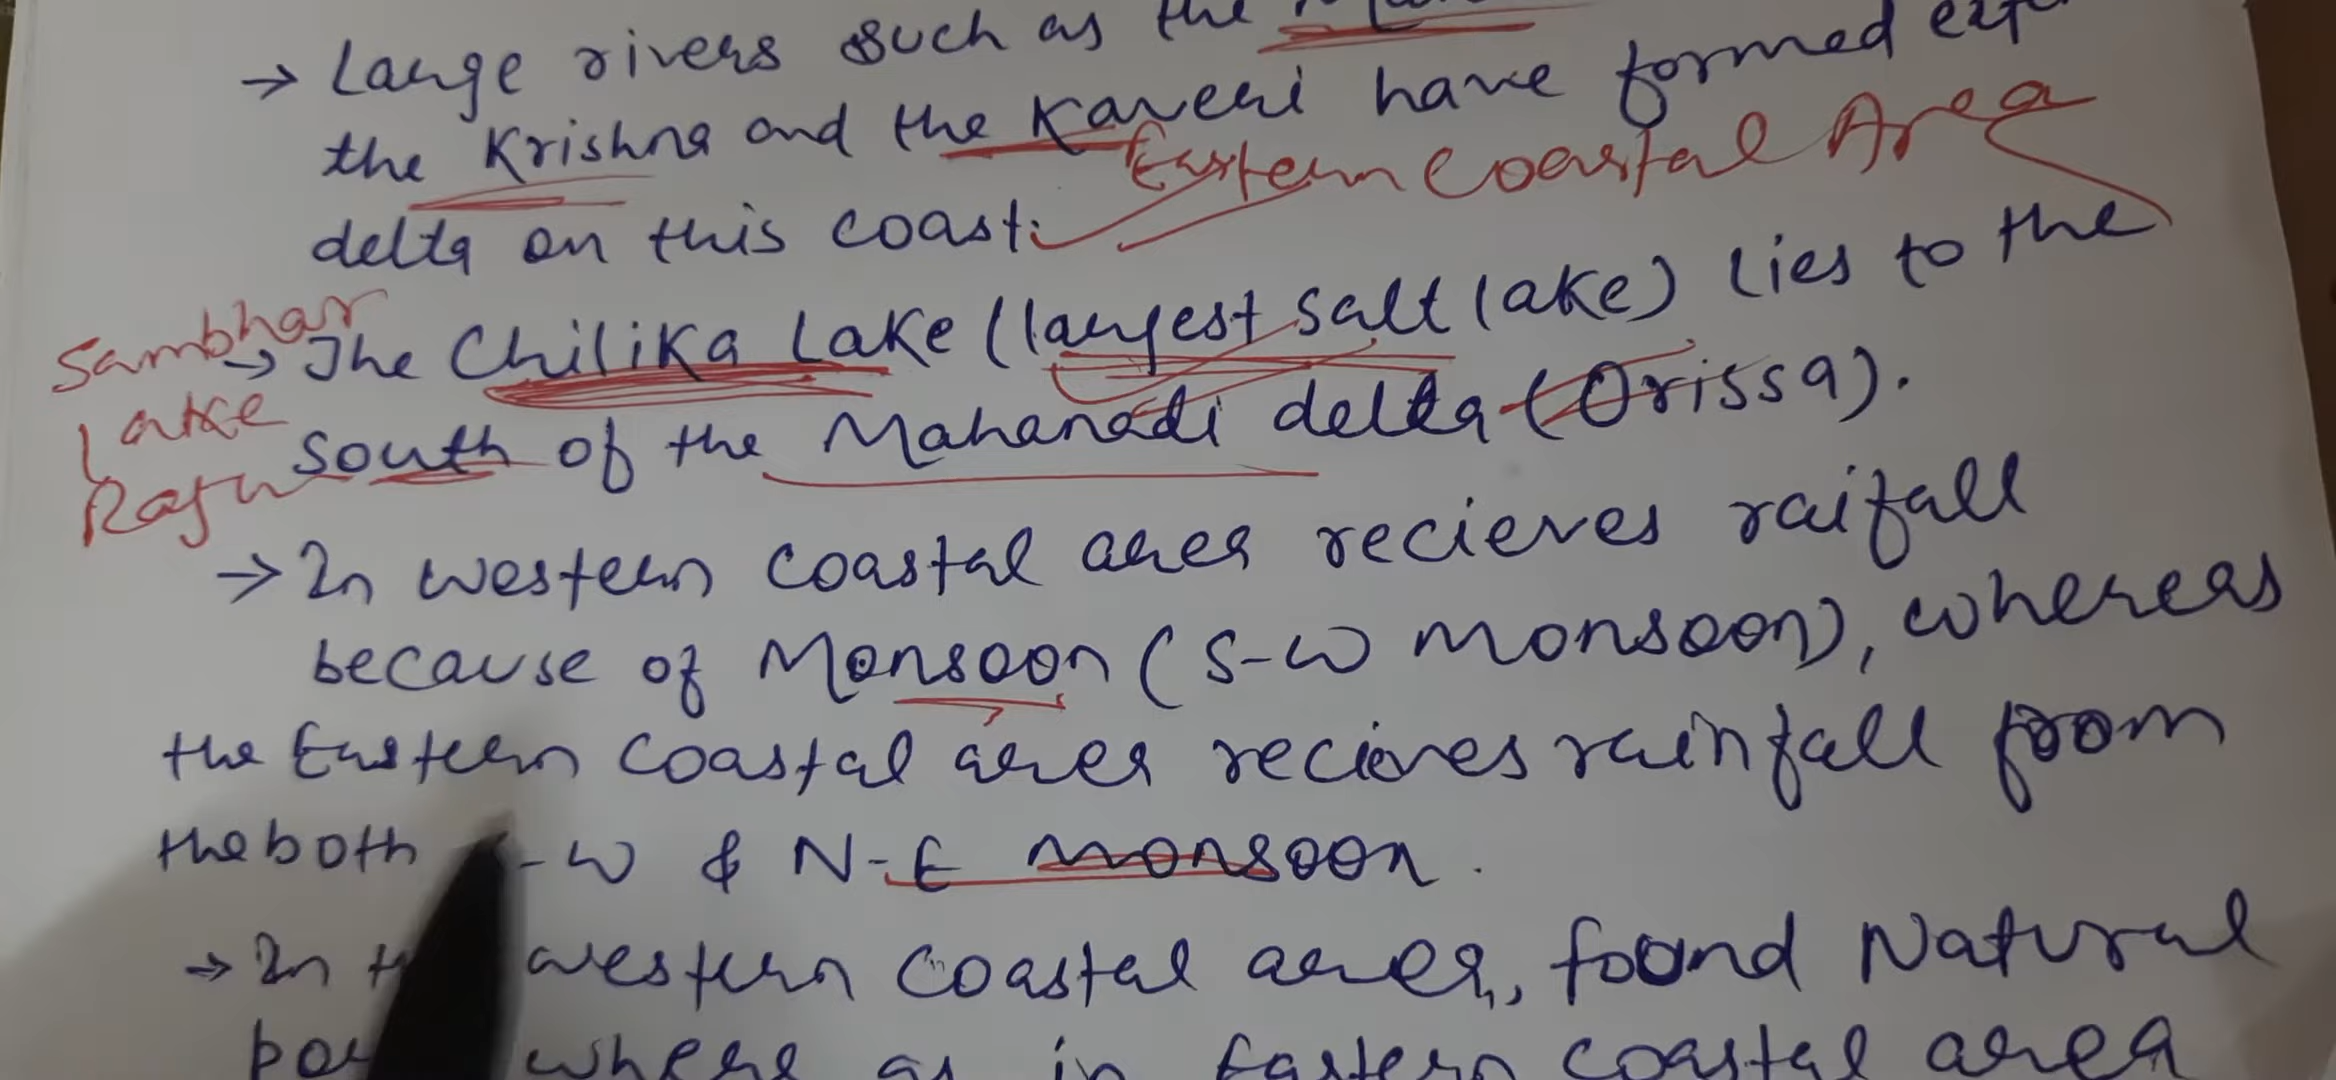 → Large rivers such as the
the Krishna and the Kaveri have formed
Eastern Coastal Area
delta on this coast.
Sambhar
Lake
→ The Chilika Lake (largest salt lake) lies to the
south of the Mahanadi delta (Orissa).
→ In western coastal area recieves raifall
because of Monsoon (S-W monsoon), whereas
the Eastern coastal area recieves rainfall from
the both -W & N-E monsoon.
→ In western coastal area, found Natural
where as in Eastern coastal area